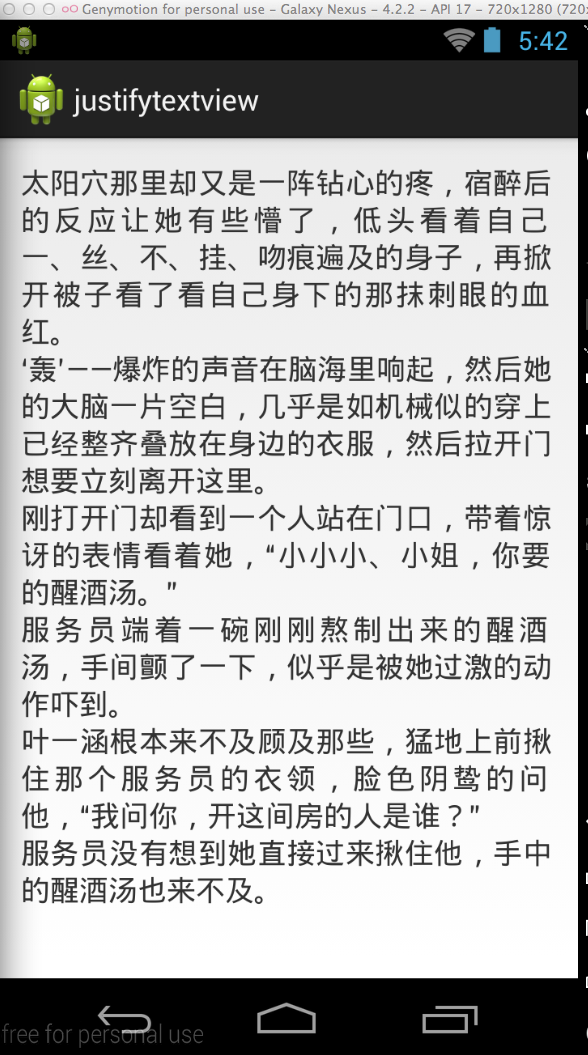 Genymotion for personal use – Galaxy Nexus – 4.2.2 – API 17 – 720x1280 (720
5:42
justifytextview
太阳穴那里却又是一阵钻心的疼，宿醉后
的反应让她有些懵了，低头看着自己
一、丝、不、挂、吻痕遍及的身子，再掀
开被子看了看自己身下的那抹刺眼的血
红。
‘轰’——爆炸的声音在脑海里响起，然后她
的大脑一片空白，几乎是如机械似的穿上
已经整齐叠放在身边的衣服，然后拉开门
想要立刻离开这里。
刚打开门却看到一个人站在门口，带着惊
讶的表情看着她，“小小小、小姐，你要
的醒酒汤。”
服务员端着一碗刚刚熬制出来的醒酒
汤，手间颤了一下，似乎是被她过激的动
作吓到。
叶一涵根本来不及顾及那些，猛地上前揪
住那个服务员的衣领，脸色阴鸷的问
他，“我问你，开这间房的人是谁？”
服务员没有想到她直接过来揪住他，手中
的醒酒汤也来不及。
free for personal use